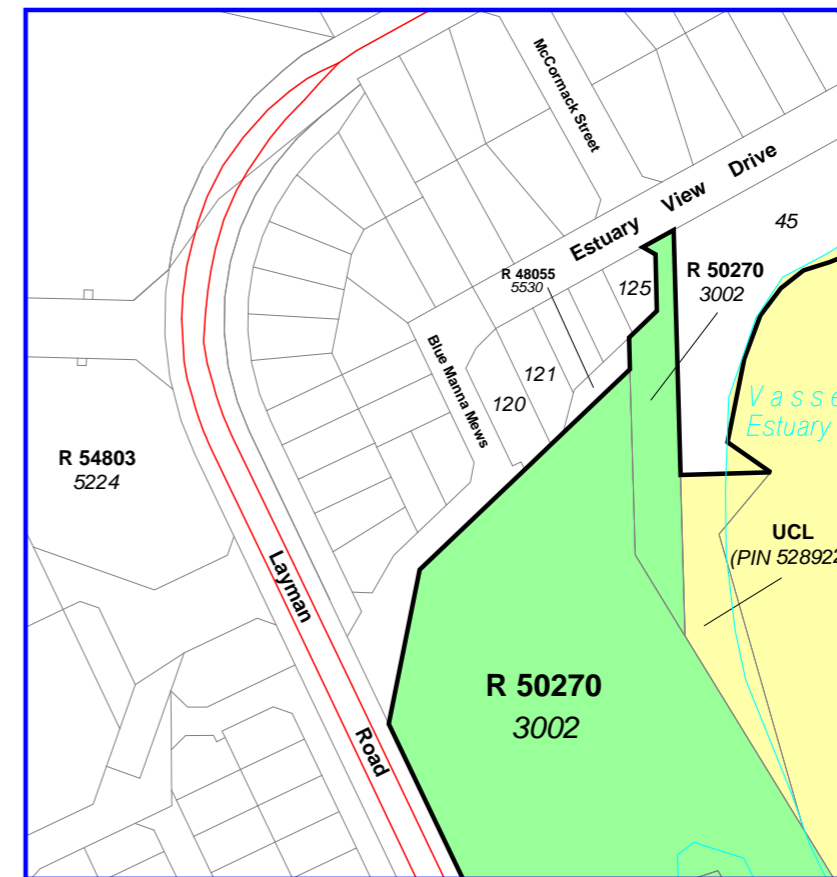 McCormack Street
Estuary View Drive
45
R 48055
5530
R 50270
3002
125
Blue Manna Mews
121
120
Vasse
Estuary
R 54803
5224
UCL
(PIN 528922
Layman
Road
R 50270
3002